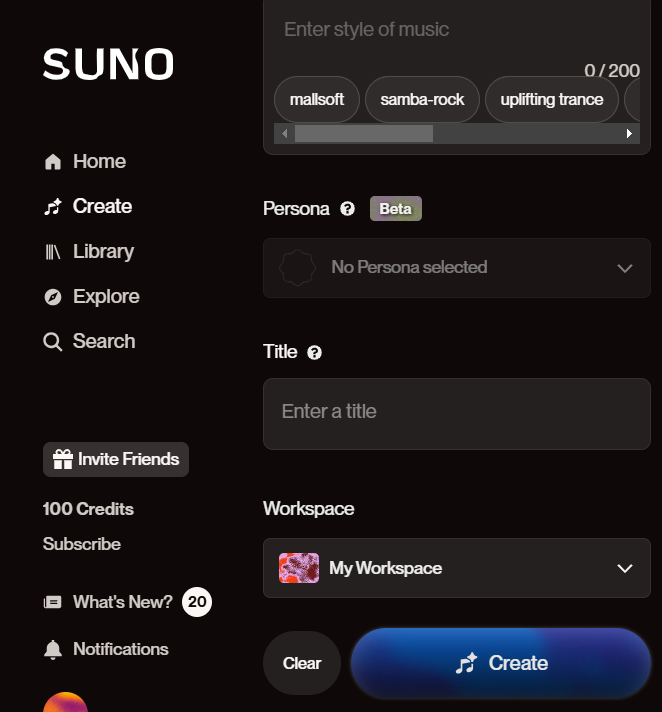 SUNO
Home
Create
Library
Explore
Search
Invite Friends
100 Credits
Subscribe
What's New? 20
Notifications
Enter style of music
0 / 200
mallsoft samba-rock uplifting trance
Persona ? Beta
No Persona selected
Title ?
Enter a title
Workspace
My Workspace
Clear Create